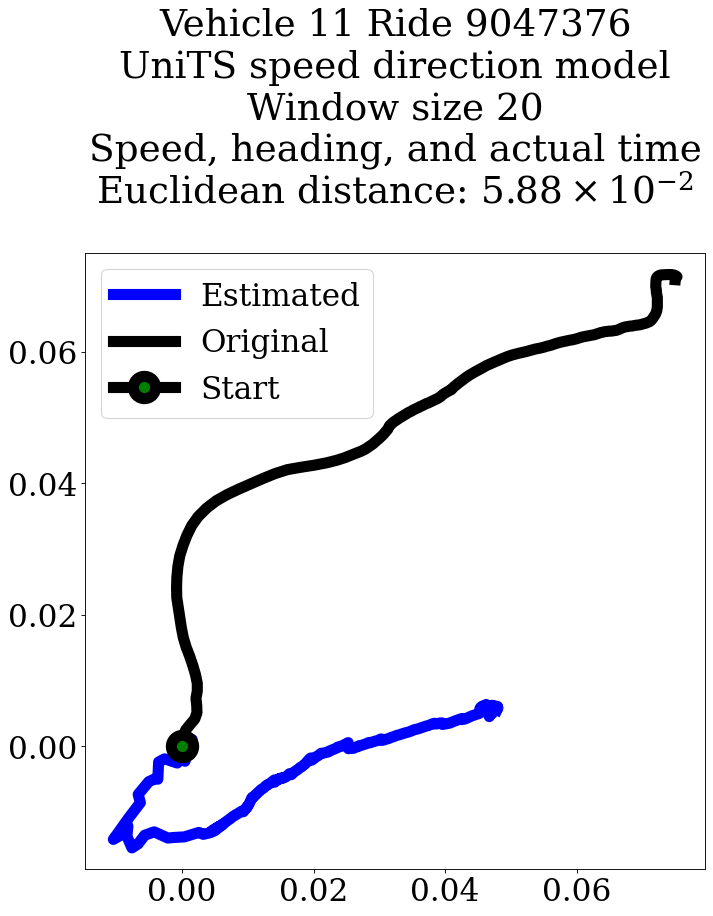 Vehicle 11 Ride 9047376
UniTS speed direction model
Window size 20
Speed, heading, and actual time
Euclidean distance: 5.88 × 10⁻²
Estimated
Original
Start
0.06
0.04
0.02
0.00
0.00 0.02 0.04 0.06